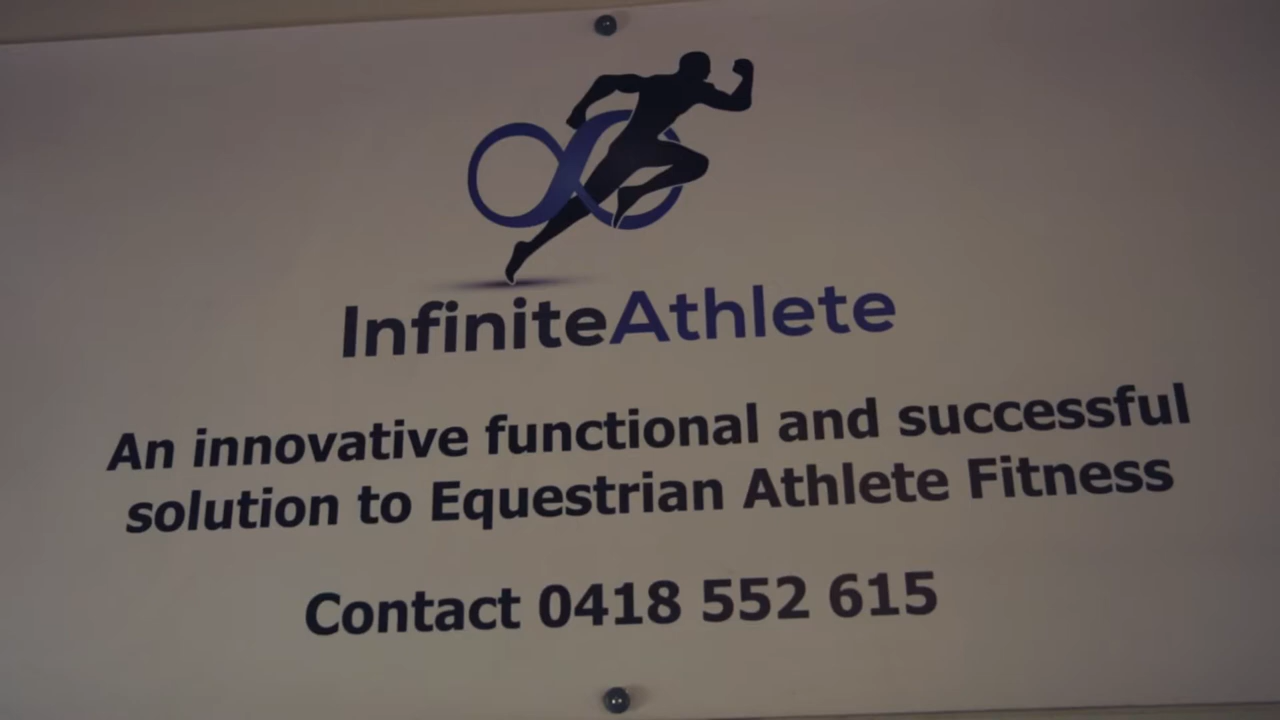 InfiniteAthlete
An innovative functional and successful
solution to Equestrian Athlete Fitness
Contact 0418 552 615